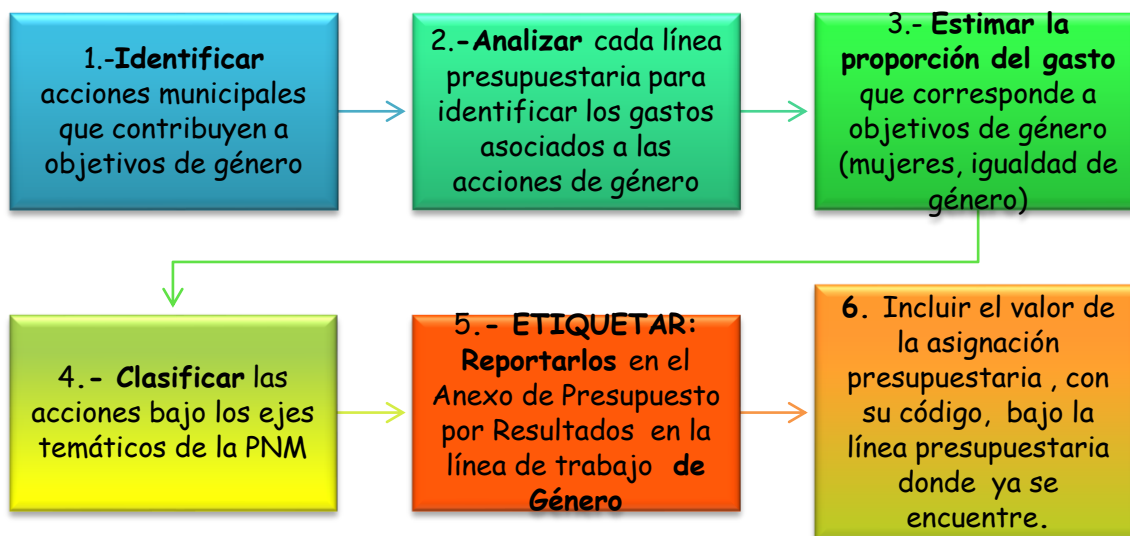 1.-Identificar
acciones municipales
que contribuyen a
objetivos de género
2.-Analizar cada línea
presupuestaria para
identificar los gastos
asociados a las
acciones de género
3.- Estimar la
proporción del gasto
que corresponde a
objetivos de género
(mujeres, igualdad de
género)
4.- Clasificar las
acciones bajo los ejes
temáticos de la PNM
5.- ETIQUETAR:
Reportarlos en el
Anexo de Presupuesto
por Resultados en la
línea de trabajo de
Género
6. Incluir el valor de
la asignación
presupuestaria , con
su código, bajo la
línea presupuestaria
donde ya se
encuentre.